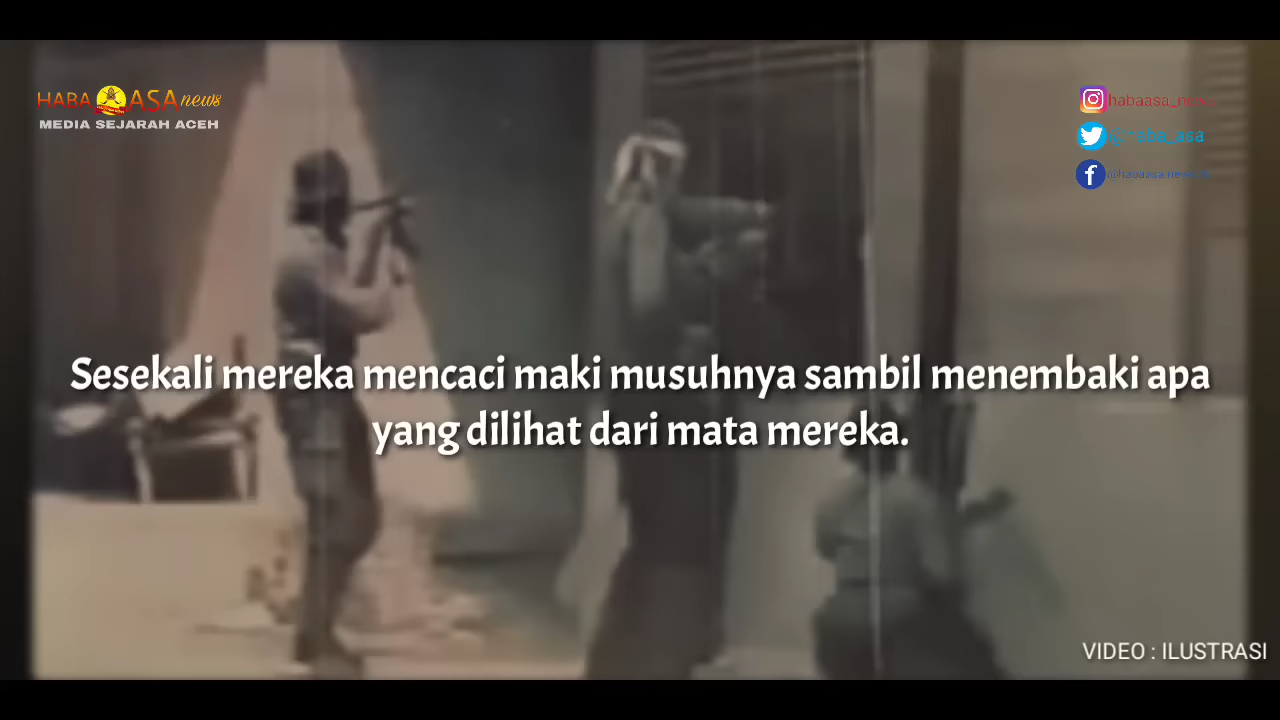 HABA ASA news
MEDIA SEJARAH ACEH
@haba_asa
Sesekali mereka mencaci maki musuhnya sambil menembaki apa
yang dilihat dari mata mereka.
VIDEO : ILUSTRASI